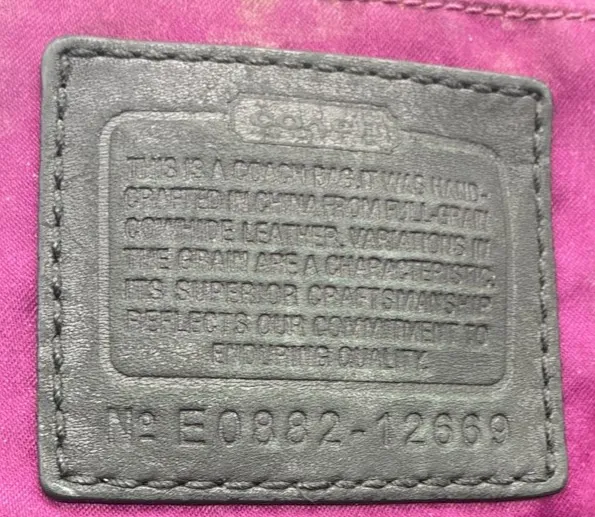 COACH
THIS IS A COACH BAG.IT WAS HAND-
CRAFTED IN CHINA FROM FULL-GRAIN
COWHIDE LEATHER. VARIATIONS IN
THE GRAIN ARE A CHARACTERISTIC.
ITS SUPERIOR CRAFTSMANSHIP
REFLECTS OUR COMMITMENT TO
ENDURING QUALITY.
Nº E0882-12669